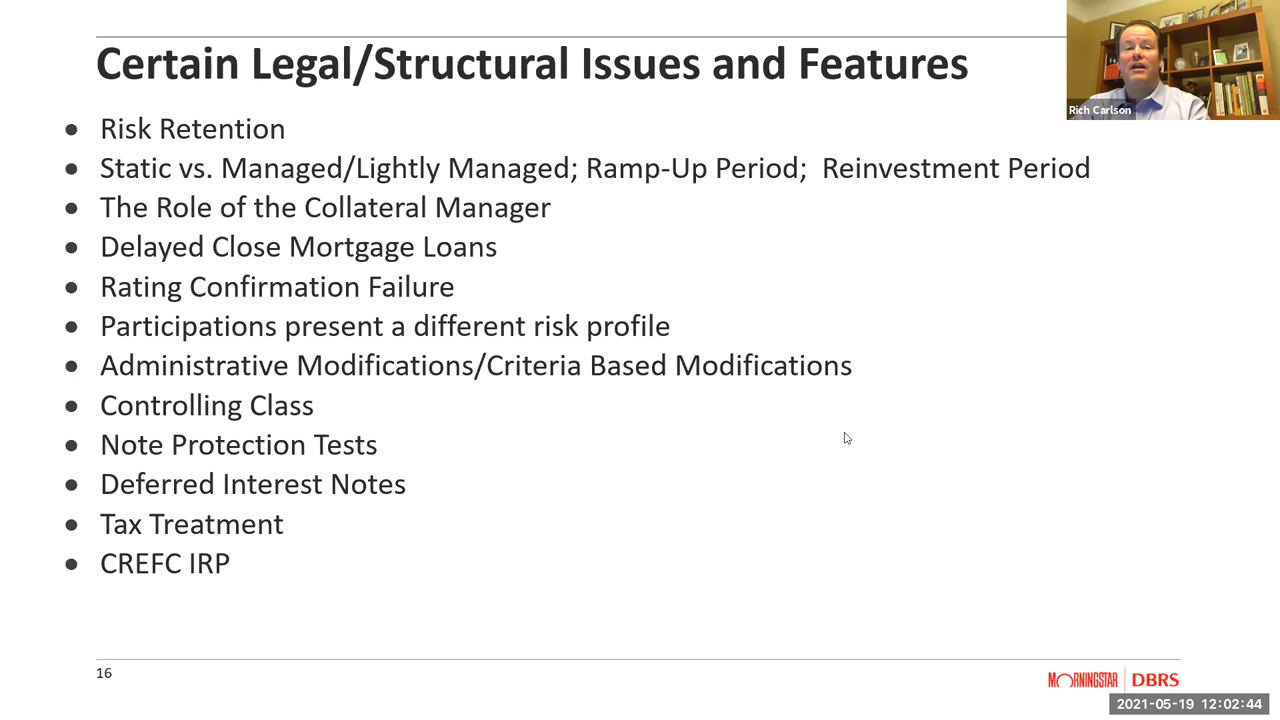 Certain Legal/Structural Issues and Features
Rich Carlson
• Risk Retention
• Static vs. Managed/Lightly Managed; Ramp-Up Period;  Reinvestment Period
• The Role of the Collateral Manager
• Delayed Close Mortgage Loans
• Rating Confirmation Failure
• Participations present a different risk profile
• Administrative Modifications/Criteria Based Modifications
• Controlling Class
• Note Protection Tests
• Deferred Interest Notes
• Tax Treatment
• CREFC IRP
16
MORNINGSTAR | DBRS
2021-05-19 12:02:44